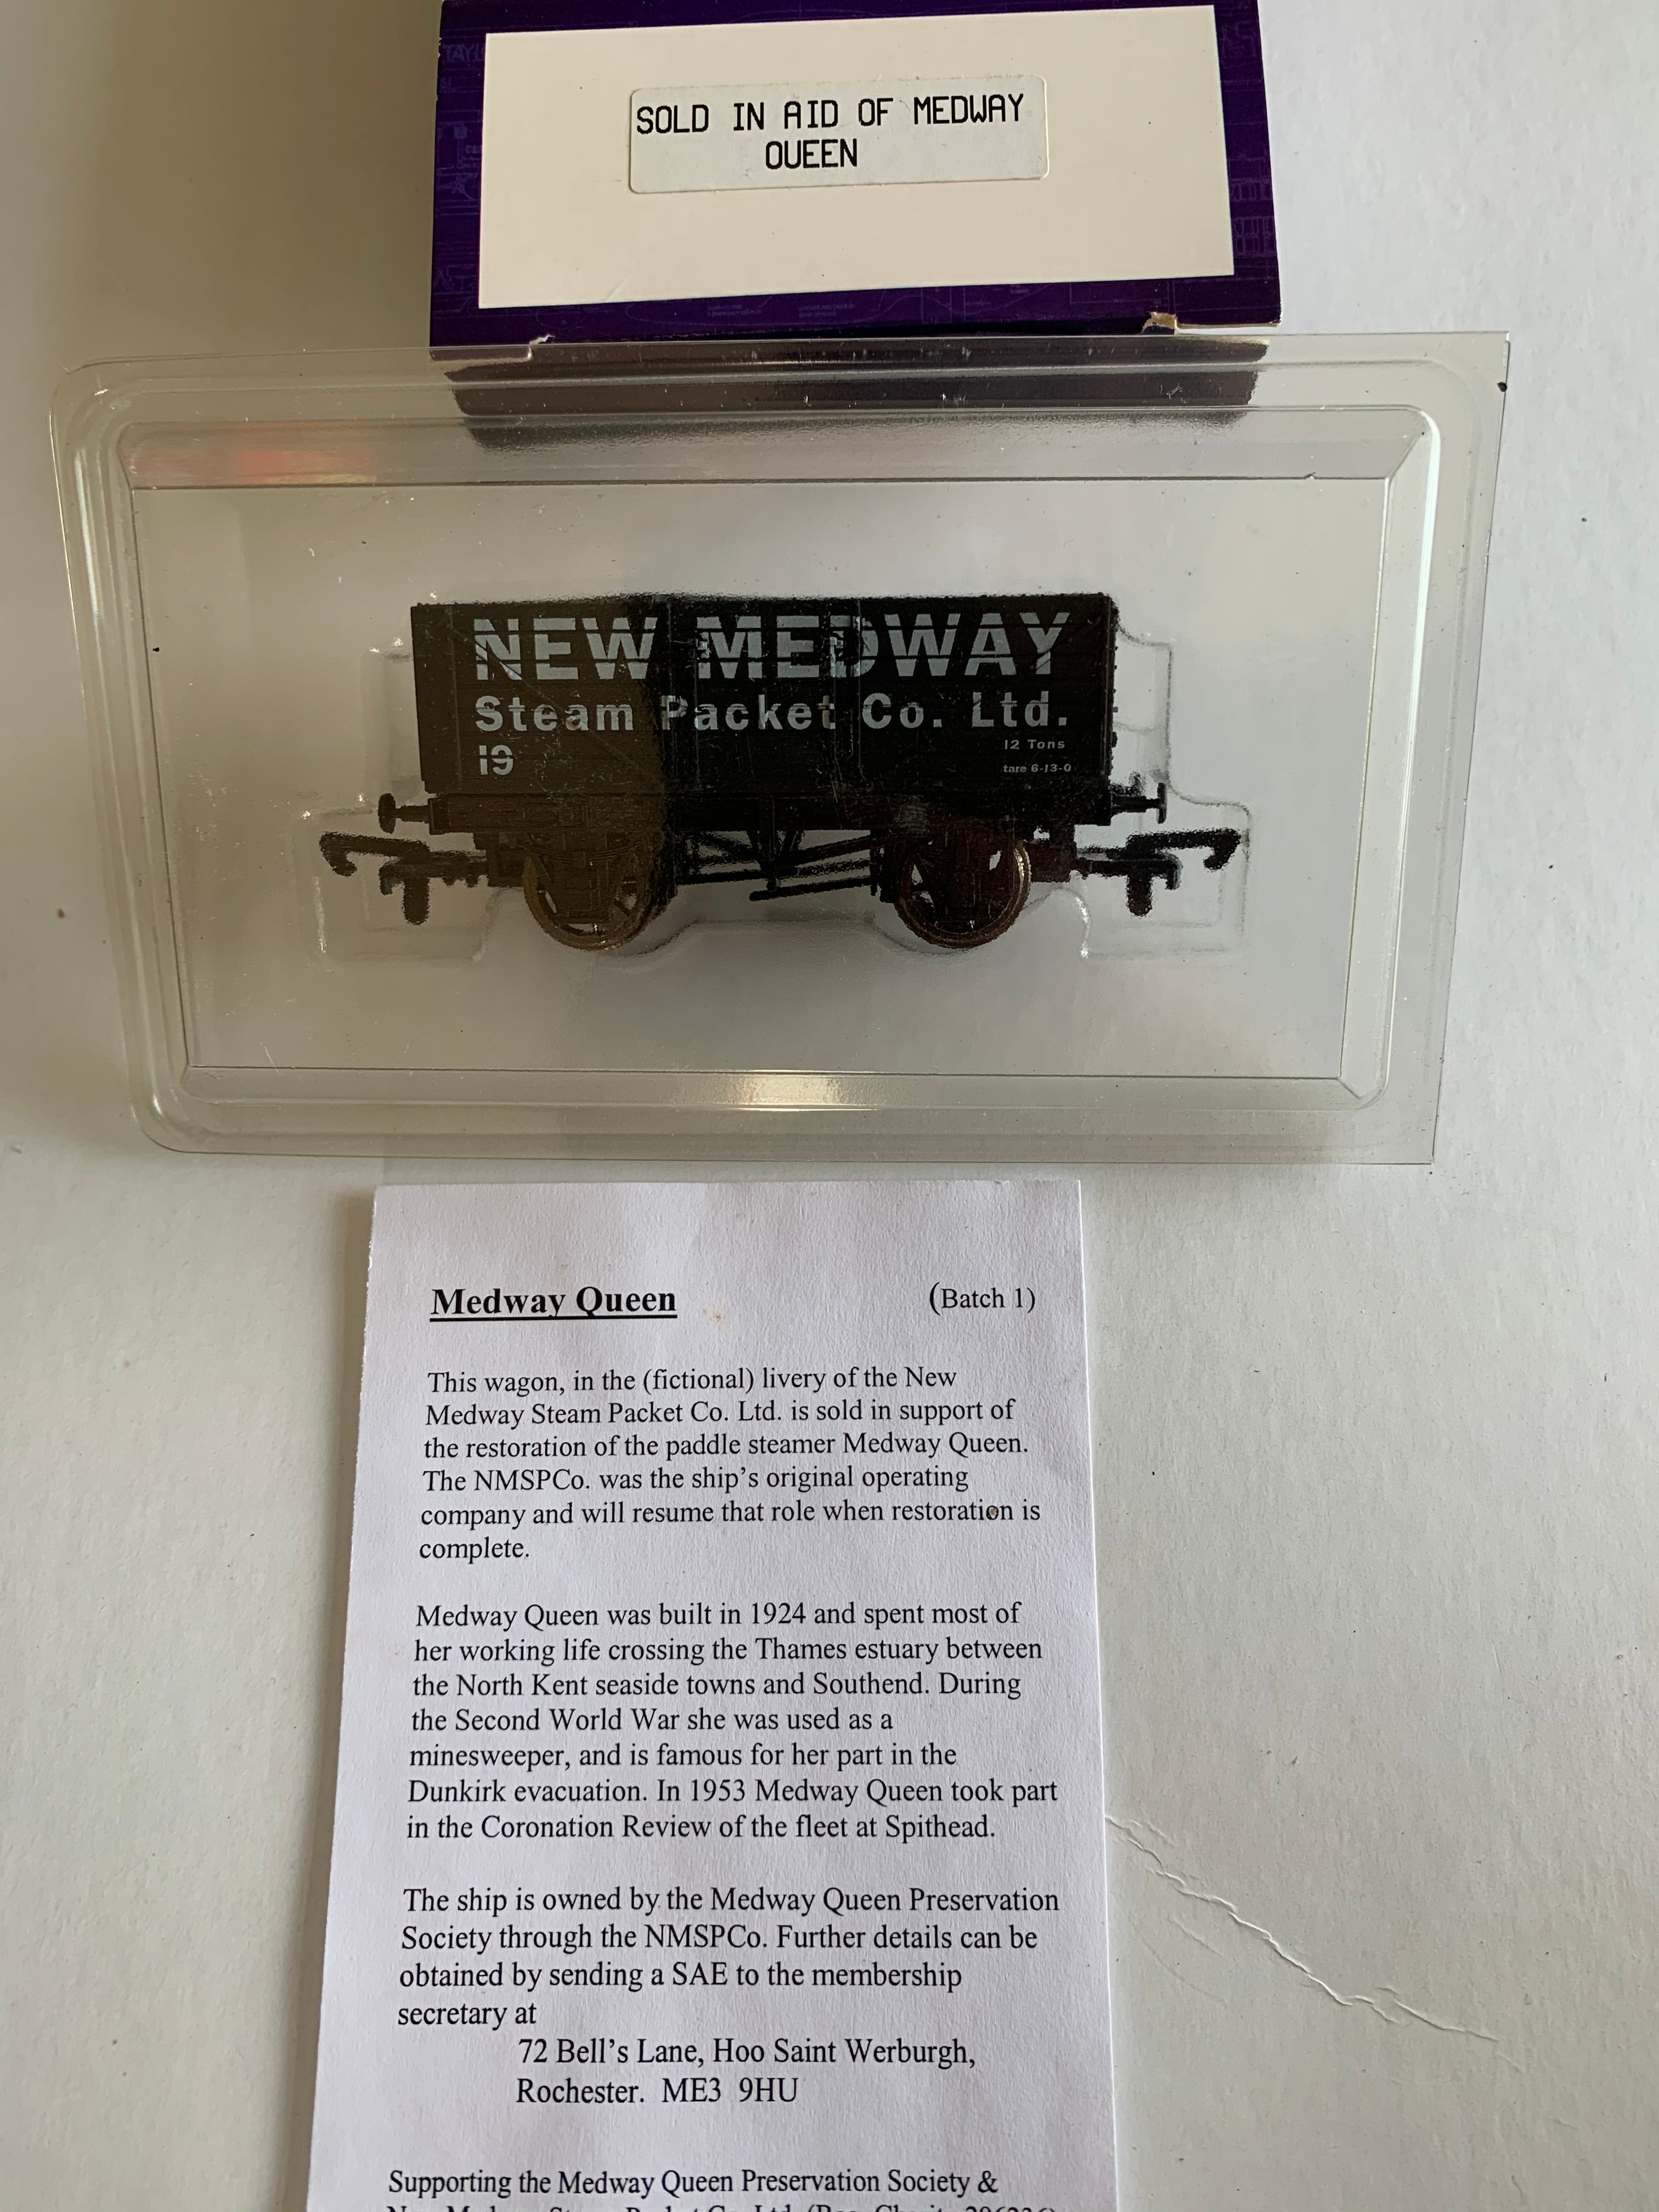 SOLD IN AID OF MEDWAY
QUEEN
NEW MEDWAY
Steam Packet Co. Ltd.
19
12 Tons
tare 6-13-0
Medway Queen (Batch 1)
This wagon, in the (fictional) livery of the New
Medway Steam Packet Co. Ltd. is sold in support of
the restoration of the paddle steamer Medway Queen.
The NMSPCo. was the ship's original operating
company and will resume that role when restoration is
complete.
Medway Queen was built in 1924 and spent most of
her working life crossing the Thames estuary between
the North Kent seaside towns and Southend. During
the Second World War she was used as a
minesweeper, and is famous for her part in the
Dunkirk evacuation. In 1953 Medway Queen took part
in the Coronation Review of the fleet at Spithead.
The ship is owned by the Medway Queen Preservation
Society through the NMSPCo. Further details can be
obtained by sending a SAE to the membership
secretary at
72 Bell's Lane, Hoo Saint Werburgh,
Rochester. ME3 9HU
Supporting the Medway Queen Preservation Society &